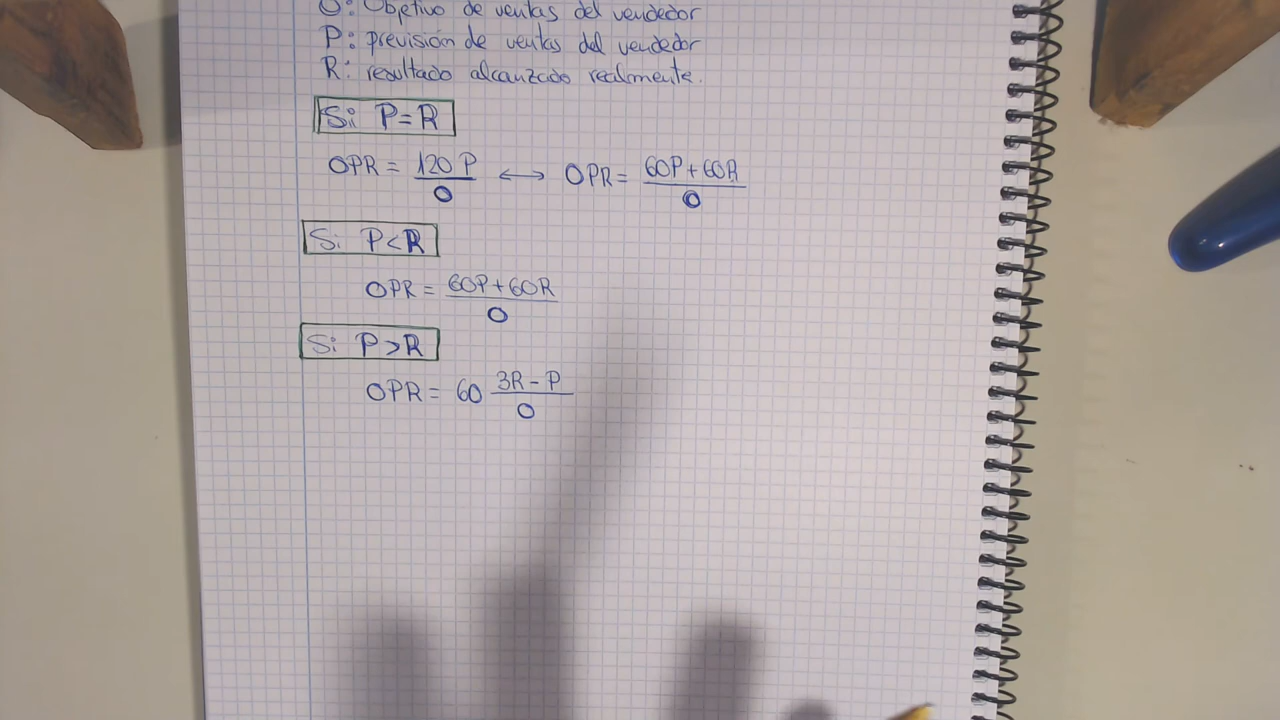 O: Objetivo de ventas del vendedor
P: previsión de ventas del vendedor
R: resultado alcanzado realmente.
Si P=R
OPR = 120 P / O ⟷ OPR = 60P+60R / O
Si P<R
OPR = 60P+60R / O
Si P>R
OPR = 60 3R-P / O